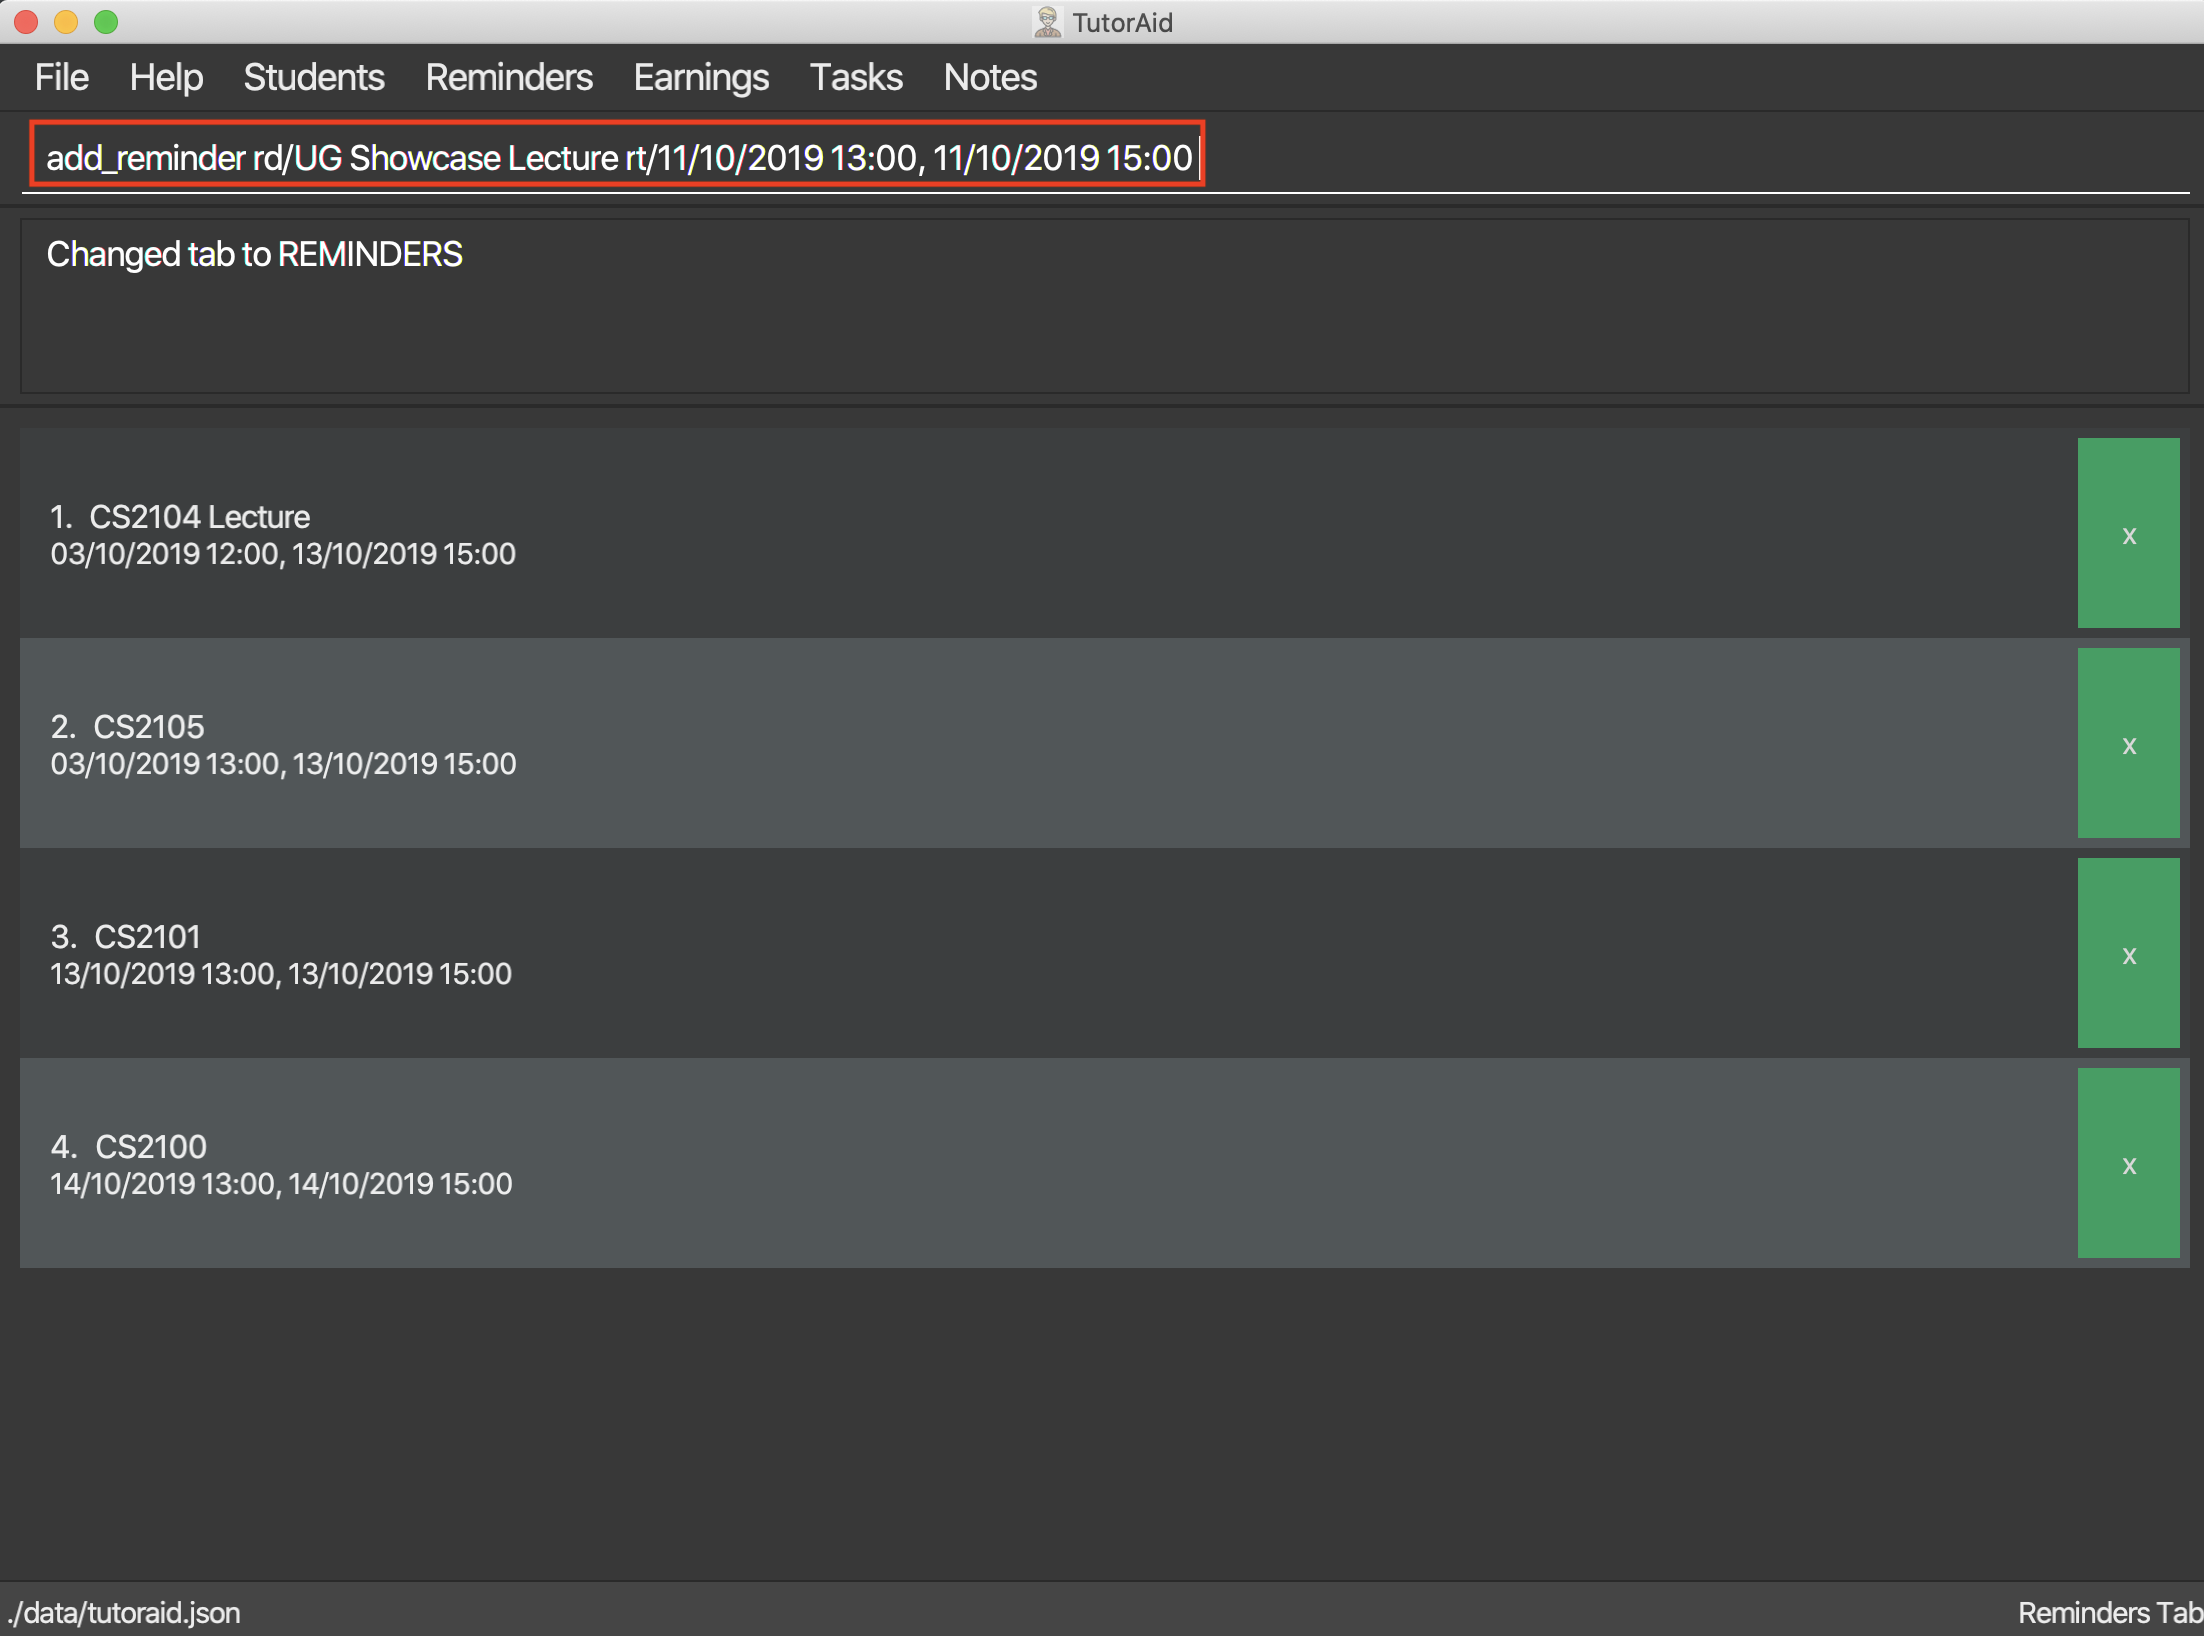 TutorAid
File Help Students Reminders Earnings Tasks Notes
add_reminder rd/UG Showcase Lecture rt/11/10/2019 13:00, 11/10/2019 15:00
Changed tab to REMINDERS
1. CS2104 Lecture
03/10/2019 12:00, 13/10/2019 15:00
x
2. CS2105
03/10/2019 13:00, 13/10/2019 15:00
x
3. CS2101
13/10/2019 13:00, 13/10/2019 15:00
x
4. CS2100
14/10/2019 13:00, 14/10/2019 15:00
x
./data/tutoraid.json
Reminders Tab